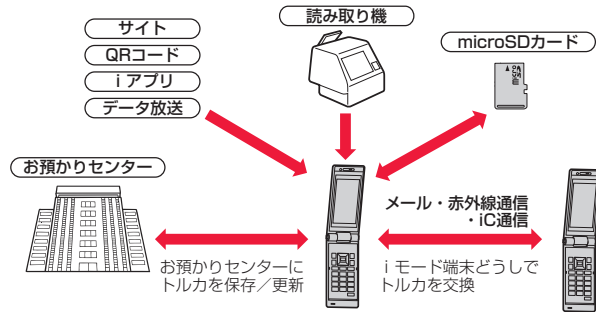 サイト
QRコード
iアプリ
データ放送
読み取り機
microSDカード
お預かりセンター
メール・赤外線通信
・iC通信
お預かりセンターに
トルカを保存／更新
iモード端末どうしで
トルカを交換